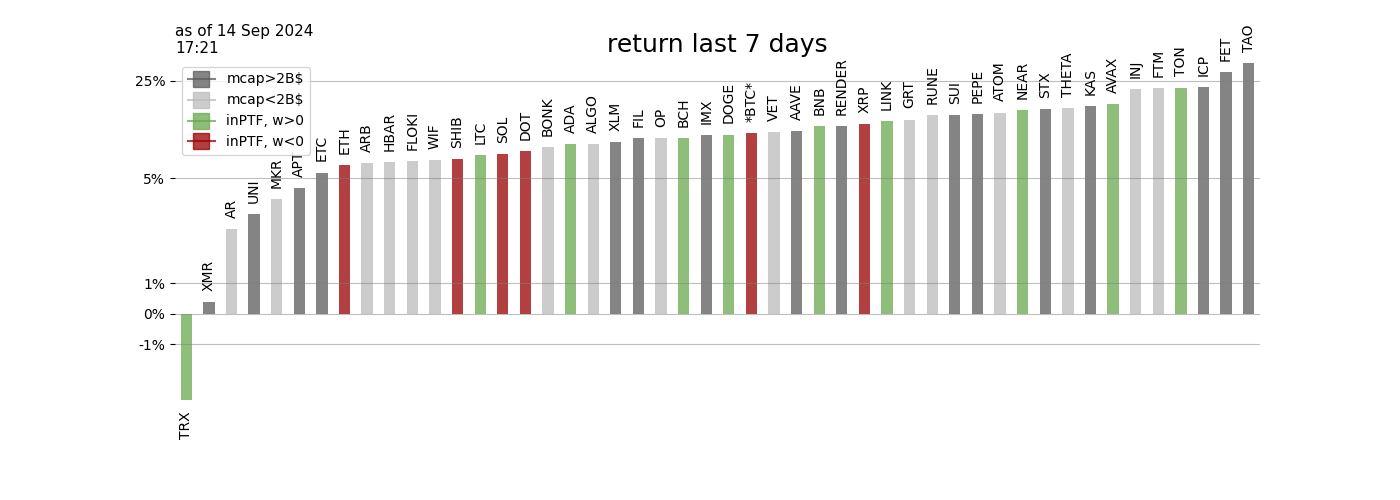 as of 14 Sep 2024
17:21
return last 7 days
mcap>2B$
mcap<2B$
inPTF, w>0
inPTF, w<0
25%
5%
1%
0%
-1%
TRX
XMR
AR
UNI
MKR
APT
ETC
ETH
ARB
HBAR
FLOKI
WIF
SHIB
LTC
SOL
DOT
BONK
ADA
ALGO
XLM
FIL
OP
BCH
IMX
DOGE
*BTC*
VET
AAVE
BNB
RENDER
XRP
LINK
GRT
RUNE
SUI
PEPE
ATOM
NEAR
STX
THETA
KAS
AVAX
INJ
FTM
TON
ICP
FET
TAO